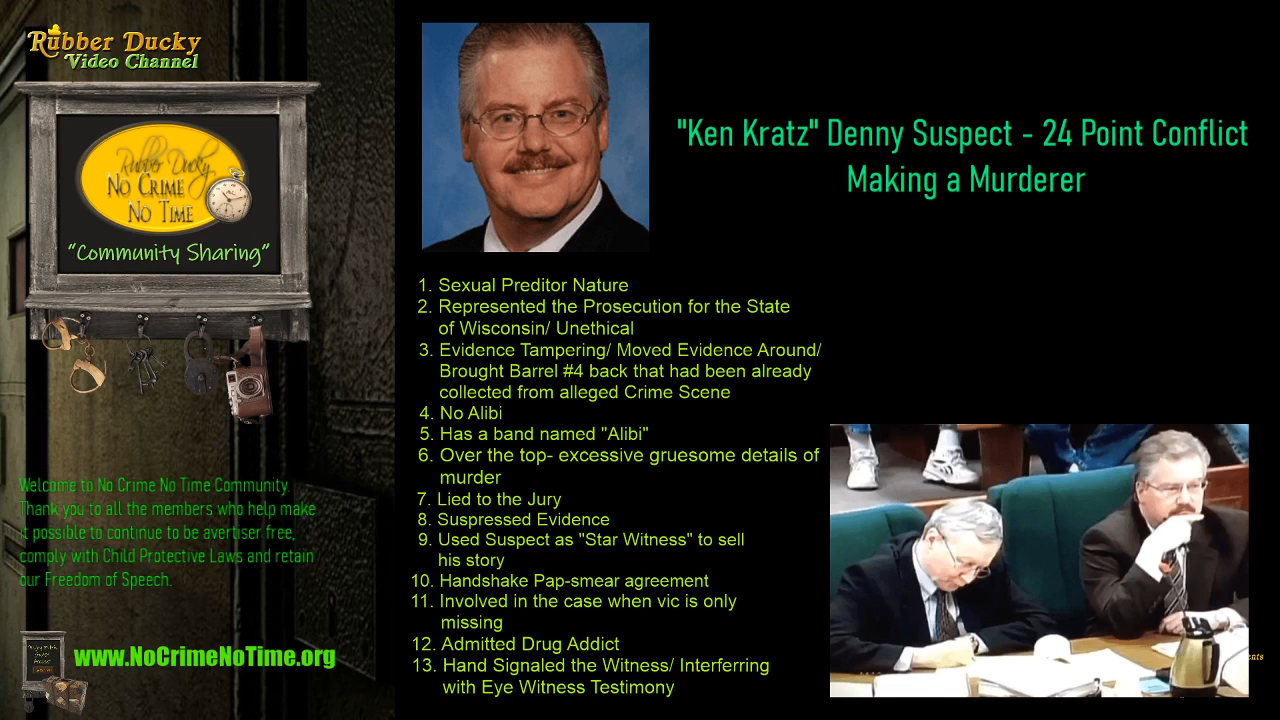 Rubber Ducky
Video Channel
Rubber Ducky
No Crime
No Time
"Community Sharing"
Welcome to No Crime No Time Community.
Thank you to all the members who help make
it possible to continue to be avertiser free,
comply with Child Protective Laws and retain
our Freedom of Speech.
www.NoCrimeNoTime.org
"Ken Kratz" Denny Suspect - 24 Point Conflict
Making a Murderer
1. Sexual Preditor Nature
2. Represented the Prosecution for the State
of Wisconsin/ Unethical
3. Evidence Tampering/ Moved Evidence Around/
Brought Barrel #4 back that had been already
collected from alleged Crime Scene
4. No Alibi
5. Has a band named "Alibi"
6. Over the top- excessive gruesome details of
murder
7. Lied to the Jury
8. Suppressed Evidence
9. Used Suspect as "Star Witness" to sell
his story
10. Handshake Pap-smear agreement
11. Involved in the case when vic is only
missing
12. Admitted Drug Addict
13. Hand Signaled the Witness/ Interferring
with Eye Witness Testimony